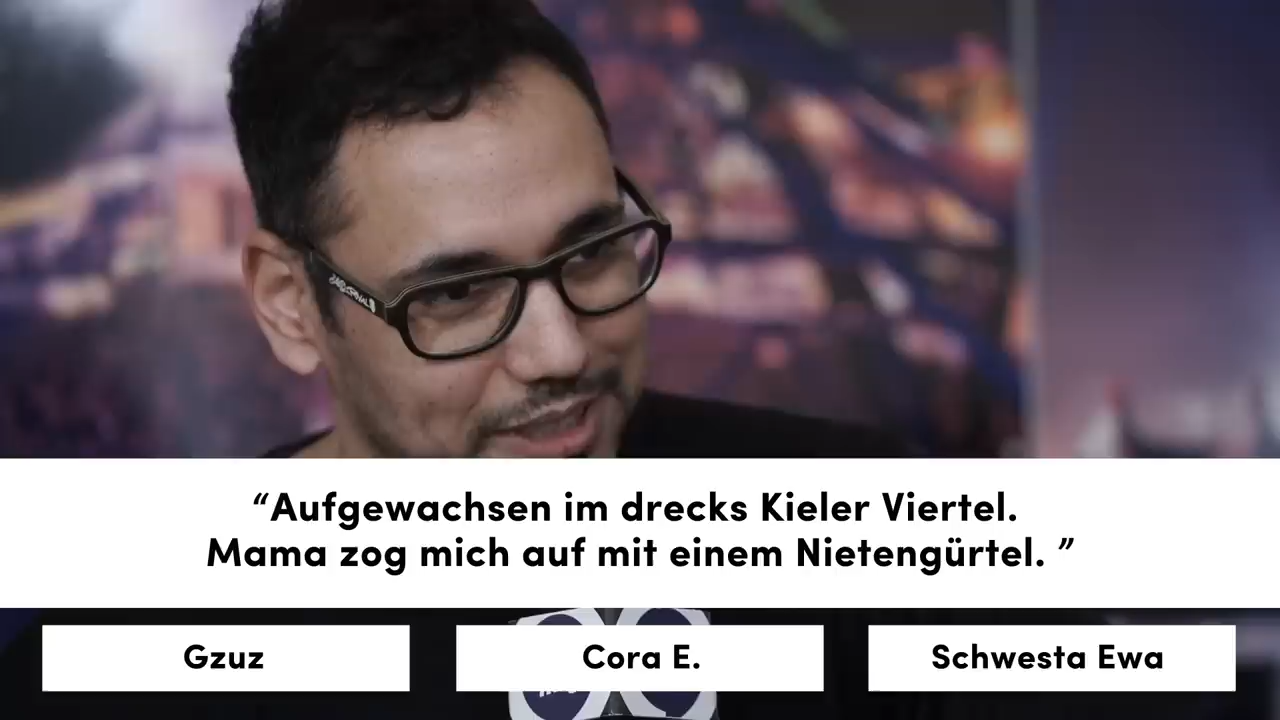 “Aufgewachsen im drecks Kieler Viertel.
Mama zog mich auf mit einem Nietengürtel. ”
Gzuz
Cora E.
Schwesta Ewa